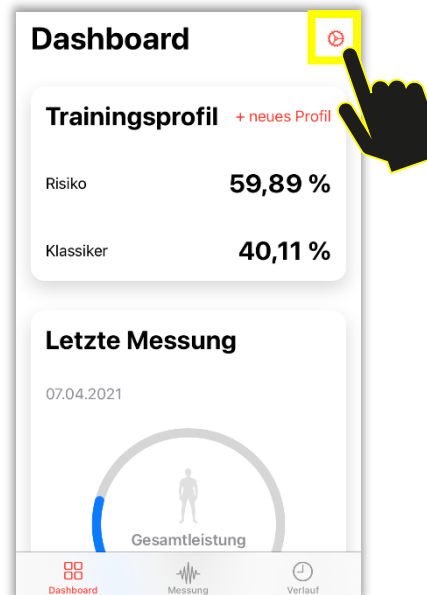 Dashboard
Trainingsprofil + neues Profil
Risiko 59,89 %
Klassiker 40,11 %
Letzte Messung
07.04.2021
Gesamtleistung
Dashboard Messung Verlauf